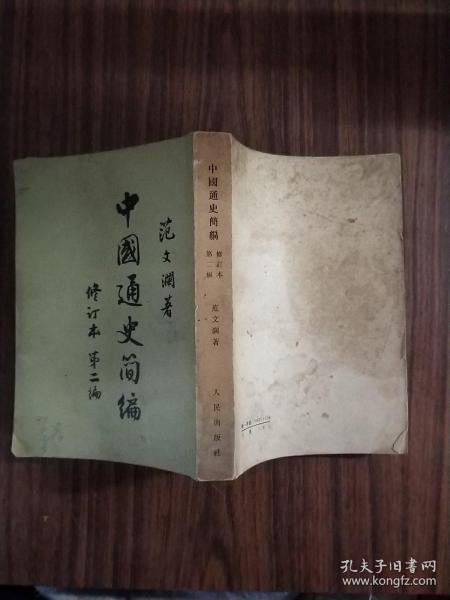 范文瀾著
中國通史简编
修订本 第二编
中國通史簡編
修訂本
第二編
范文瀾著
人民出版社
孔夫子旧书网
www.kongfz.com